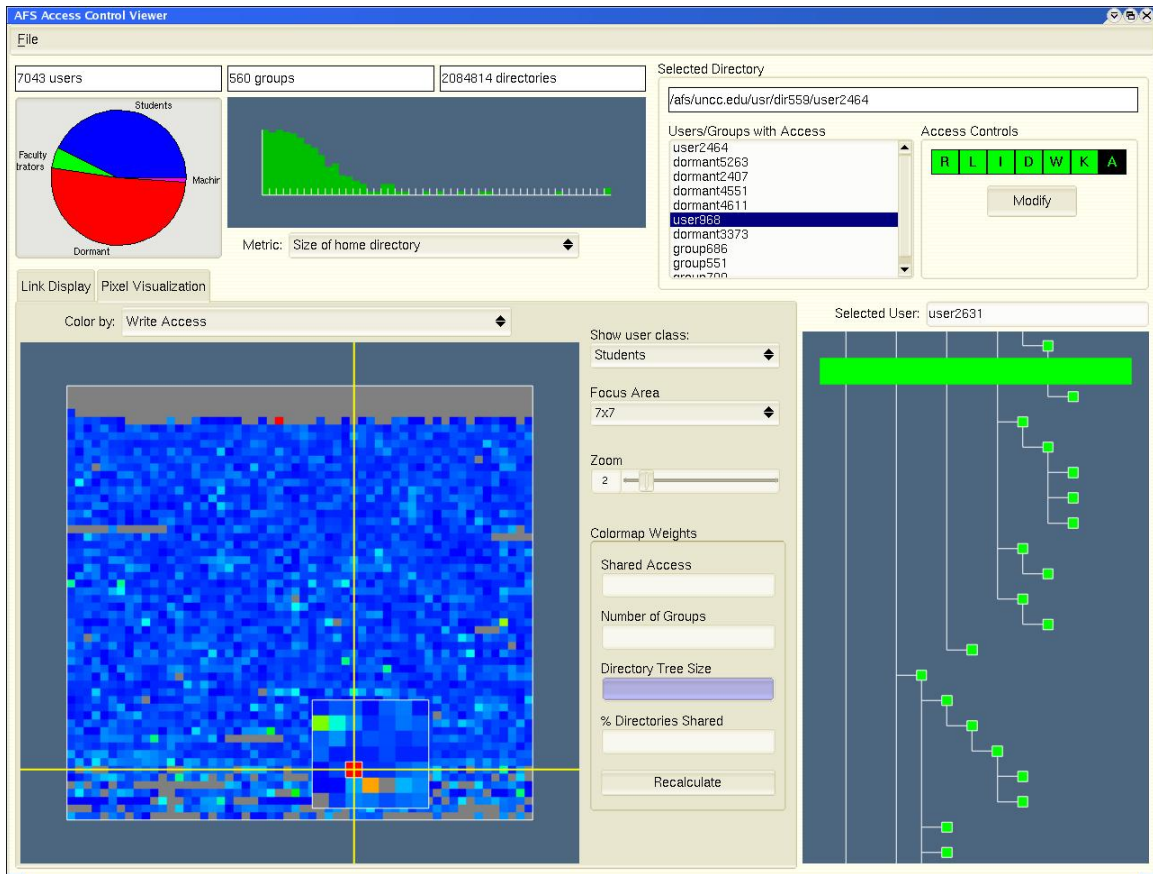 AFS Access Control Viewer
File
7043 users
560 groups
2084814 directories
Students
Faculty
trators
Machin
Dormant
Metric: Size of home directory
Selected Directory
/afs/uncc.edu/usr/dir559/user2464
Users/Groups with Access
user2464
dormant5263
dormant2407
dormant4551
dormant4611
user968
dormant3373
group686
group551
Access Controls
R L I D W K A
Modify
Link Display
Pixel Visualization
Color by: Write Access
Show user class:
Students
Focus Area
7x7
Zoom
2
Colormap Weights
Shared Access
Number of Groups
Directory Tree Size
% Directories Shared
Recalculate
Selected User: user2631